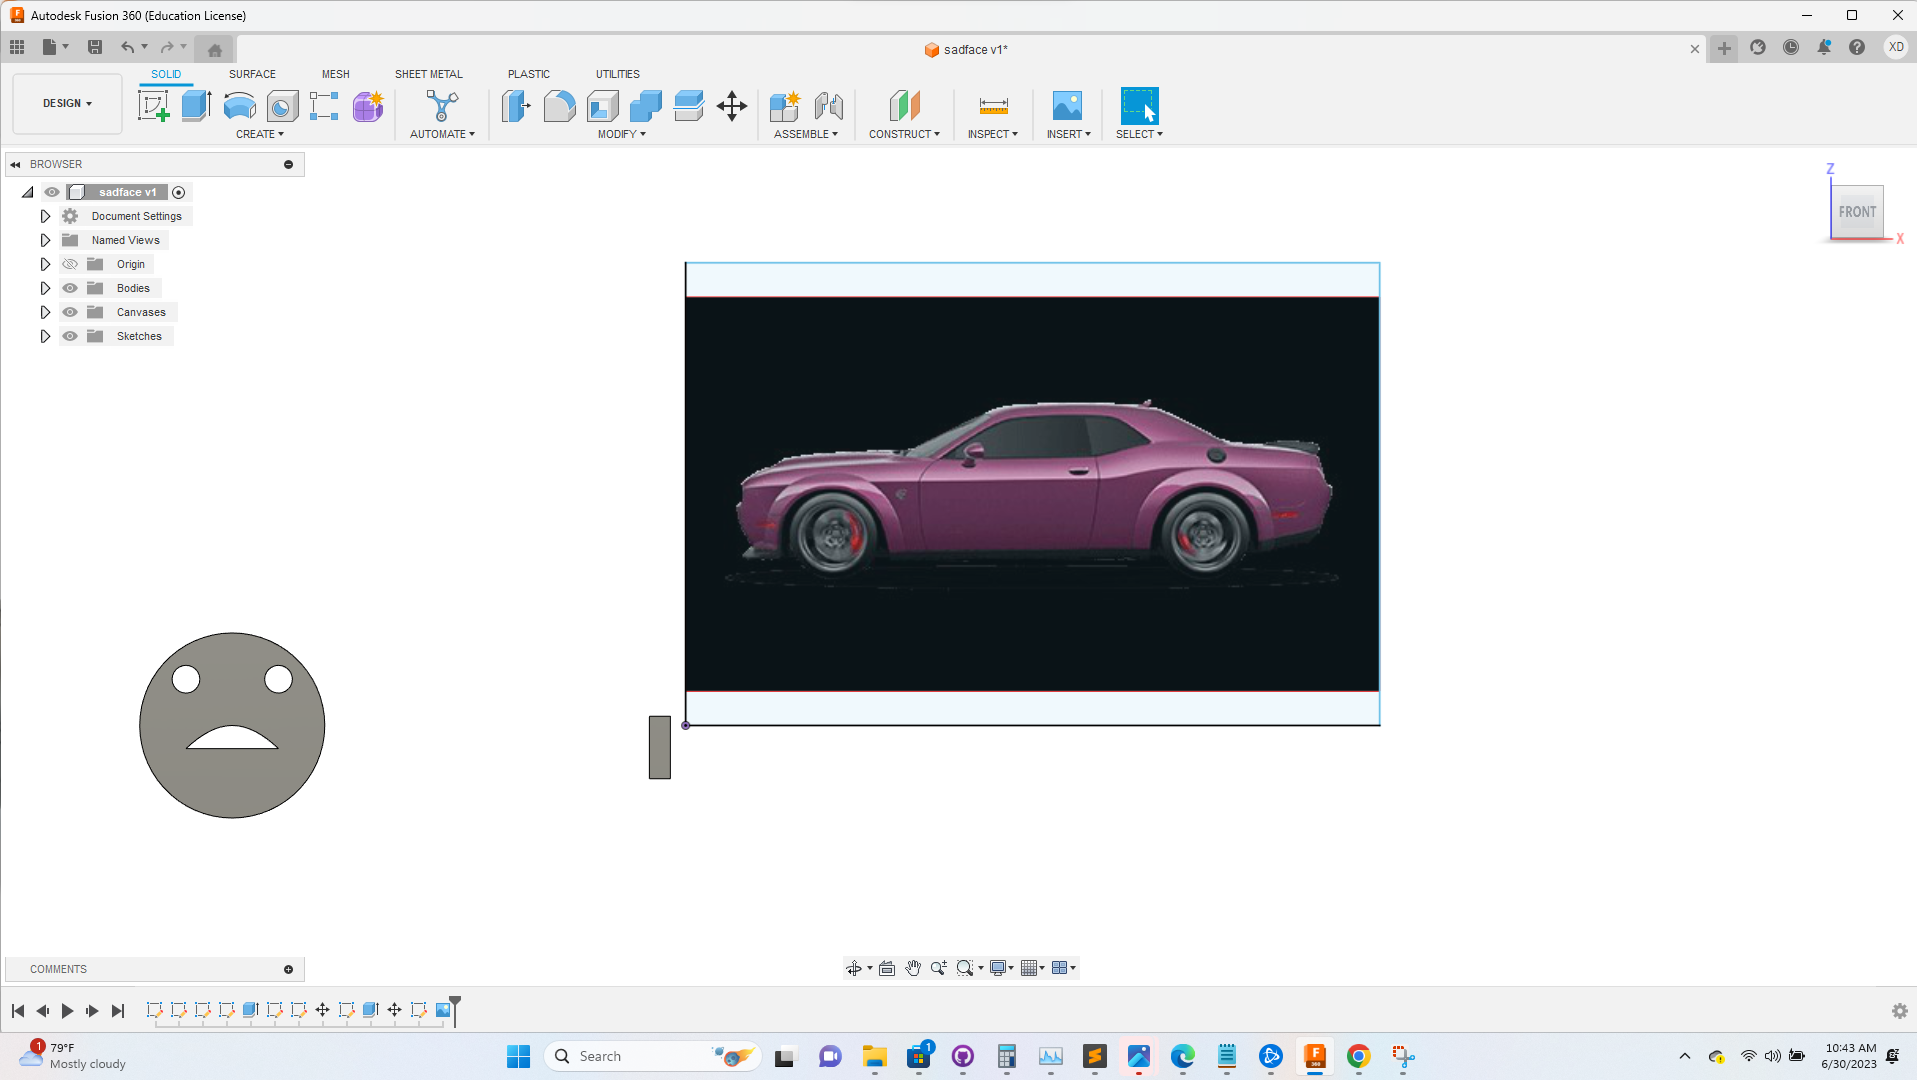 Autodesk Fusion 360 (Education License)
sadface v1*
XD
DESIGN
SOLID
SURFACE
MESH
SHEET METAL
PLASTIC
UTILITIES
CREATE
AUTOMATE
MODIFY
ASSEMBLE
CONSTRUCT
INSPECT
INSERT
SELECT
BROWSER
sadface v1
Document Settings
Named Views
Origin
Bodies
Canvases
Sketches
Z
FRONT
X
COMMENTS
1
79°F
Mostly cloudy
Search
1
F
360
10:43 AM
6/30/2023